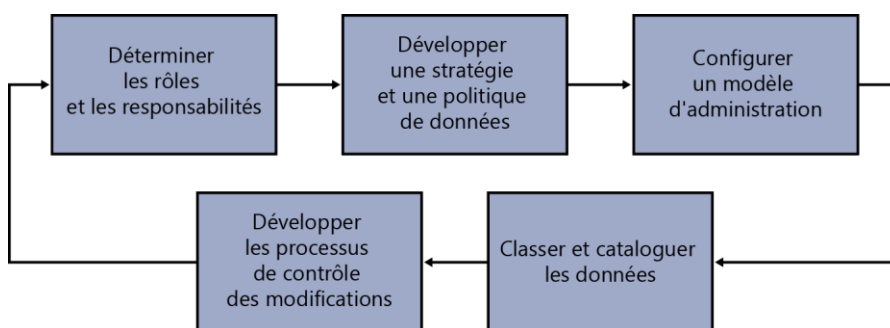 Déterminer
les rôles
et les responsabilités
Développer
une stratégie
et une politique
de données
Configurer
un modèle
d'administration
Classer et cataloguer
les données
Développer
les processus
de contrôle
des modifications